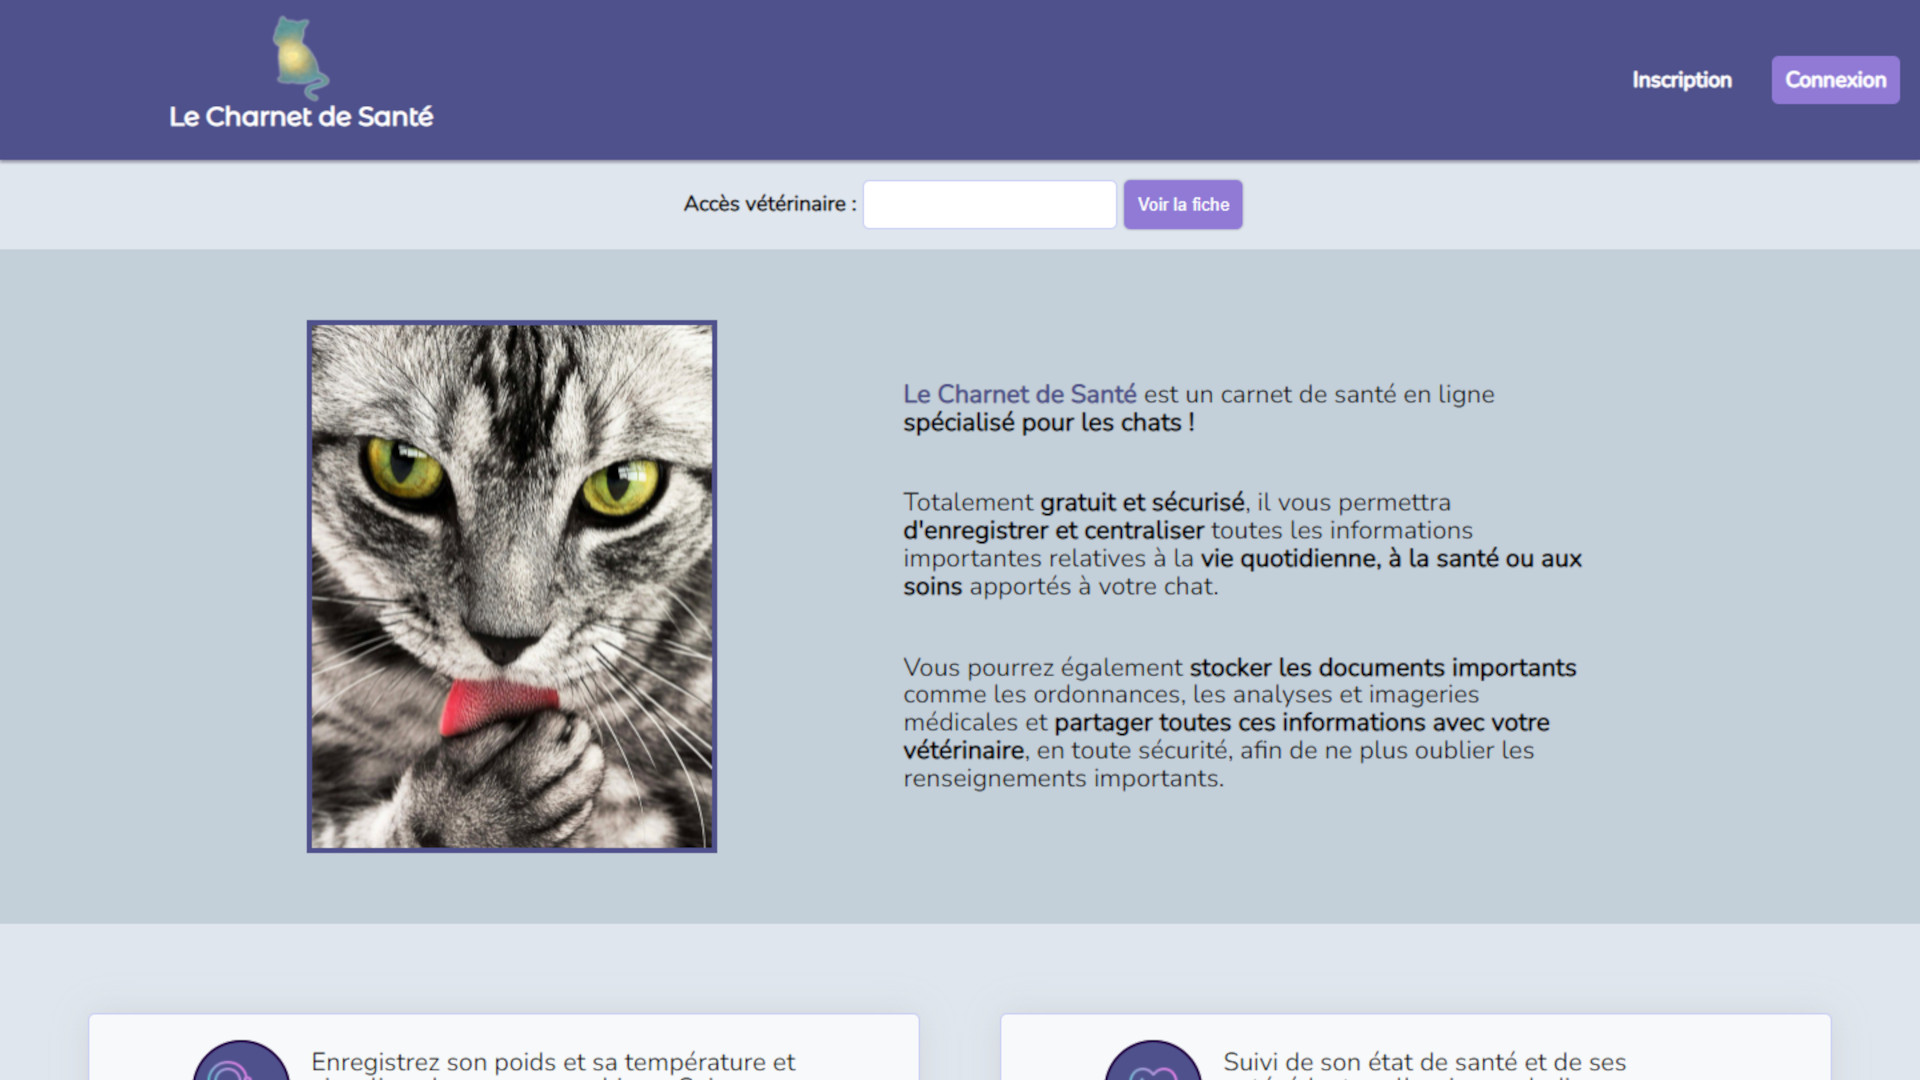 Le Charnet de Santé
Inscription
Connexion
Accès vétérinaire :
Voir la fiche
Le Charnet de Santé est un carnet de santé en ligne
spécialisé pour les chats !
Totalement gratuit et sécurisé, il vous permettra
d'enregistrer et centraliser toutes les informations
importantes relatives à la vie quotidienne, à la santé ou aux
soins apportés à votre chat.
Vous pourrez également stocker les documents importants
comme les ordonnances, les analyses et imageries
médicales et partager toutes ces informations avec votre
vétérinaire, en toute sécurité, afin de ne plus oublier les
renseignements importants.
Enregistrez son poids et sa température et
Suivi de son état de santé et de ses